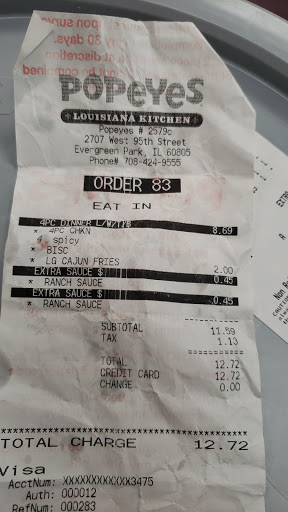 POPEYES
LOUISIANA KITCHEN
Popeyes # 2579c
2707 West 95th Street
Evergreen Park, IL 60805
Phone# 708-424-9555
ORDER 83
EAT IN
4PC DINNER L/W/T/B
* 4PC CHKN 8.69
4 spicy
* BISC
* LG CAJUN FRIES 2.00
EXTRA SAUCE $
* RANCH SAUCE 0.45
EXTRA SAUCE $
* RANCH SAUCE 0.45
SUBTOTAL 11.59
TAX 1.13
TOTAL 12.72
CREDIT CARD 12.72
CHANGE 0.00
TOTAL CHARGE 12.72
Visa
AcctNum: XXXXXXXXXXXX3475
Auth: 000012
RefNum: 000283